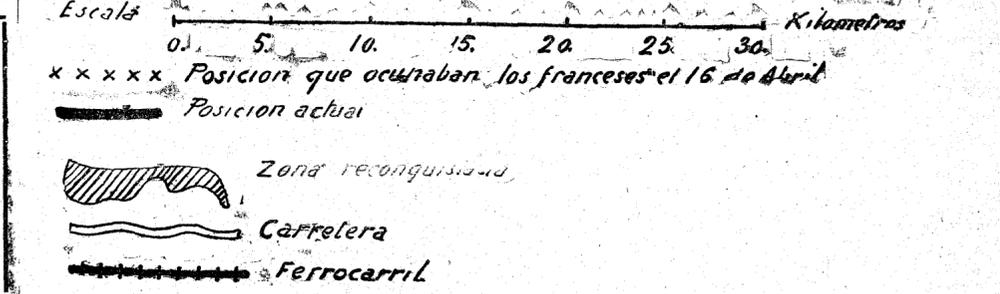 Escala Kilometros
0. 5. 10. 15. 20. 25. 30.
x x x x x Posicion que ocupaban los franceses el 16 de Abril
Posicion actual
Zona reconquistada
Carretera
Ferrocarril